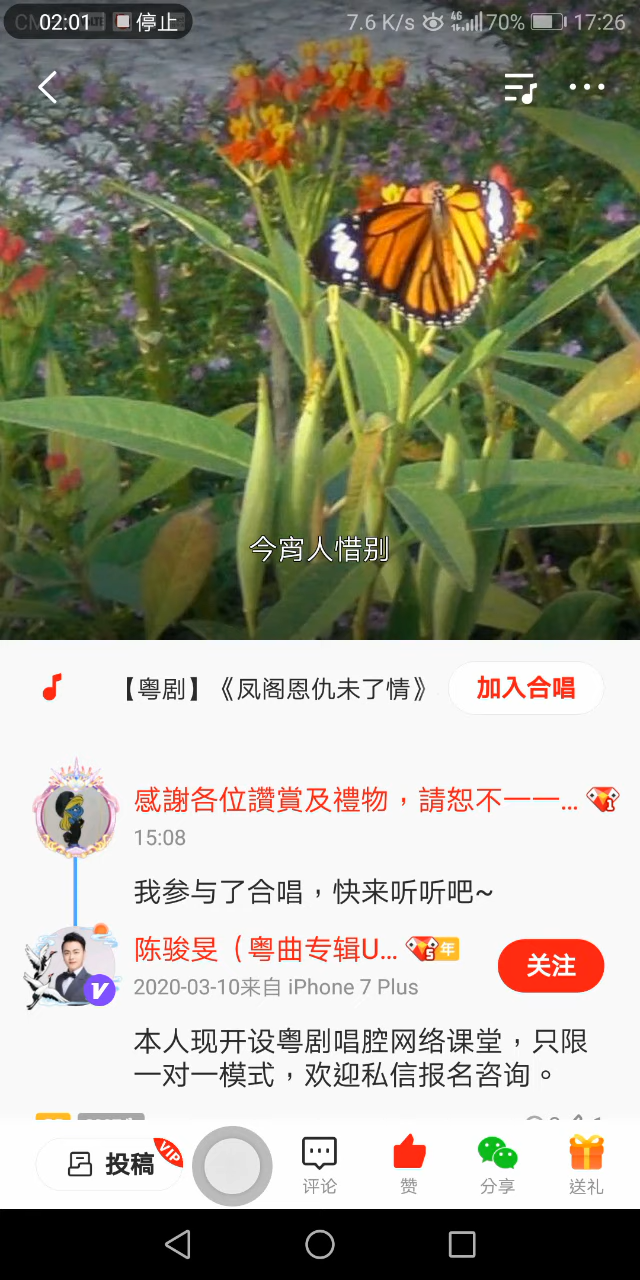 02:01 停止 7.6 K/s 4G 70% 17:26
今宵人惜别
【粤剧】《凤阁恩仇未了情》 加入合唱
感謝各位讚賞及禮物，請恕不一一... 1
15:08
我参与了合唱，快来听听吧~
陈骏旻（粤曲专辑U... 5 年
关注
2020-03-10来自 iPhone 7 Plus
本人现开设粤剧唱腔网络课堂，只限
一对一模式，欢迎私信报名咨询。
投稿 VIP
评论 赞 分享 送礼